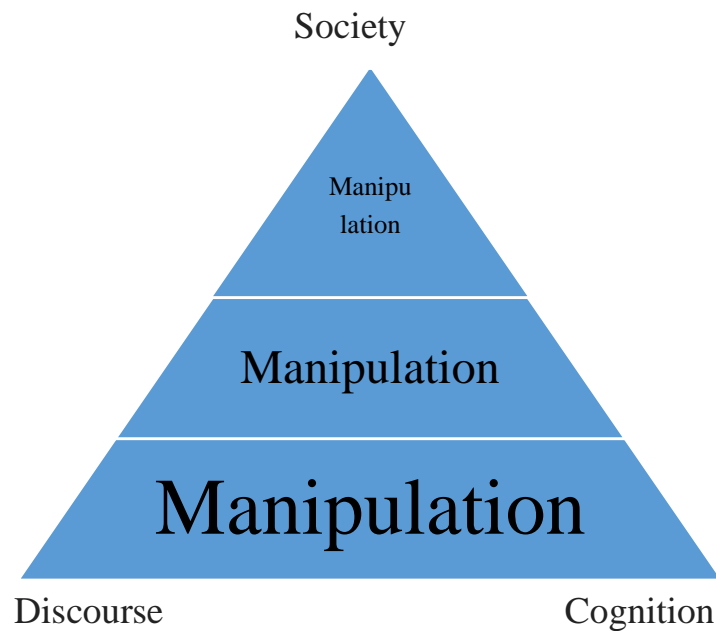 Society
Manipu
lation
Manipulation
Manipulation
Discourse
Cognition